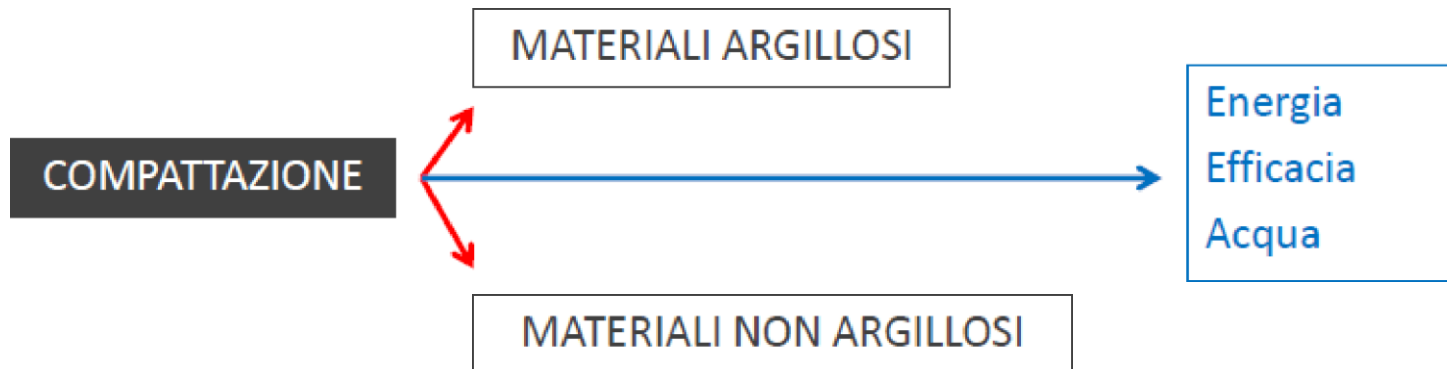 MATERIALI ARGILLOSI
COMPATTAZIONE
Energia
Efficacia
Acqua
MATERIALI NON ARGILLOSI